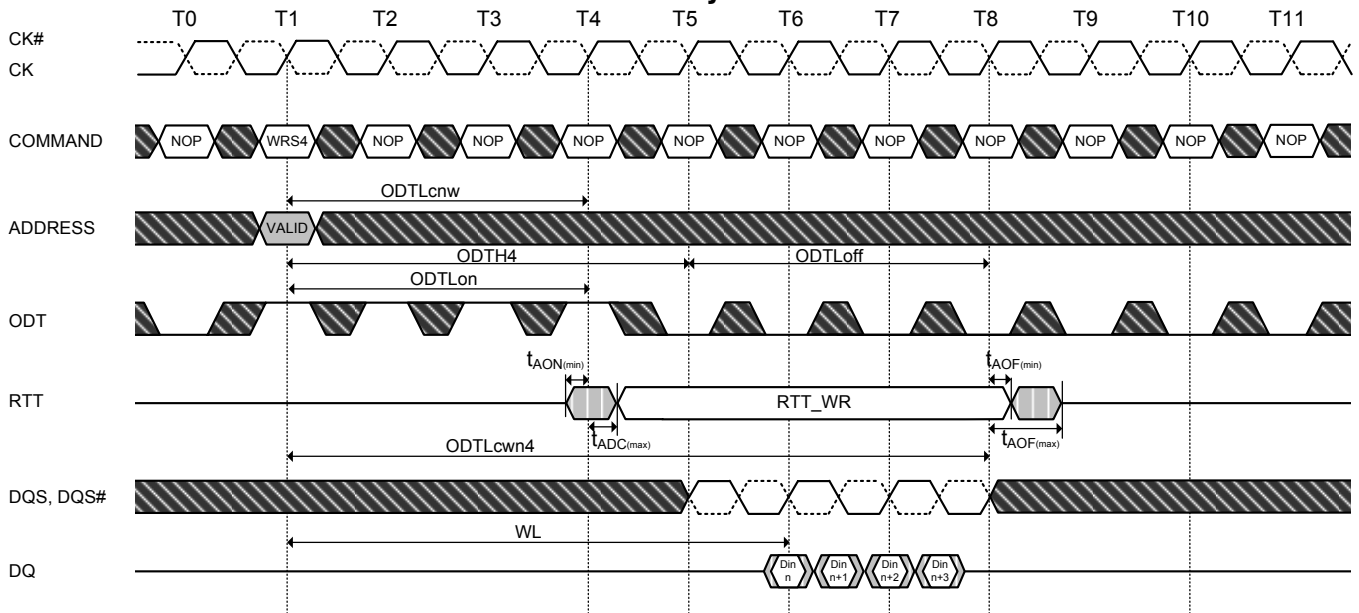 T0 T1 T2 T3 T4 T5 T6 T7 T8 T9 T10 T11
CK#
CK
COMMAND NOP WRS4 NOP NOP NOP NOP NOP NOP NOP NOP NOP NOP
ODTLcnw
ADDRESS VALID
ODTH4 ODTLoff
ODTLon
ODT
tAON(min) tAOF(min)
RTT RTT_WR
tADC(max) tAOF(max)
ODTLcwn4
DQS, DQS#
WL
DQ Din n Din n+1 Din n+2 Din n+3